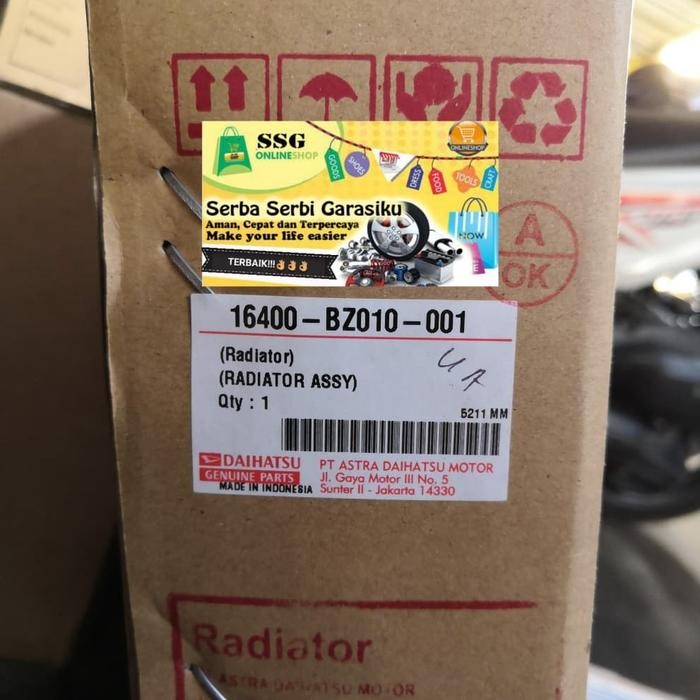 SSG
ONLINESHOP
ONLINESHOP
GOODS
SHOES
DRESS
FOOD
TOOLS
CRAFT
Serba Serbi Garasiku
Aman, Cepat dan Terpercaya
Make your life easier
NOW
TERBAIK!!!👌👌👌
A
OK
16400-BZ010-001
(Radiator)
(RADIATOR ASSY)
Qty : 1
5211 MM
DAIHATSU
GENUINE PARTS
MADE IN INDONESIA
PT ASTRA DAIHATSU MOTOR
Jl. Gaya Motor III No. 5
Sunter II - Jakarta 14330
Radiator
ASTRA DAIHATSU MOTOR